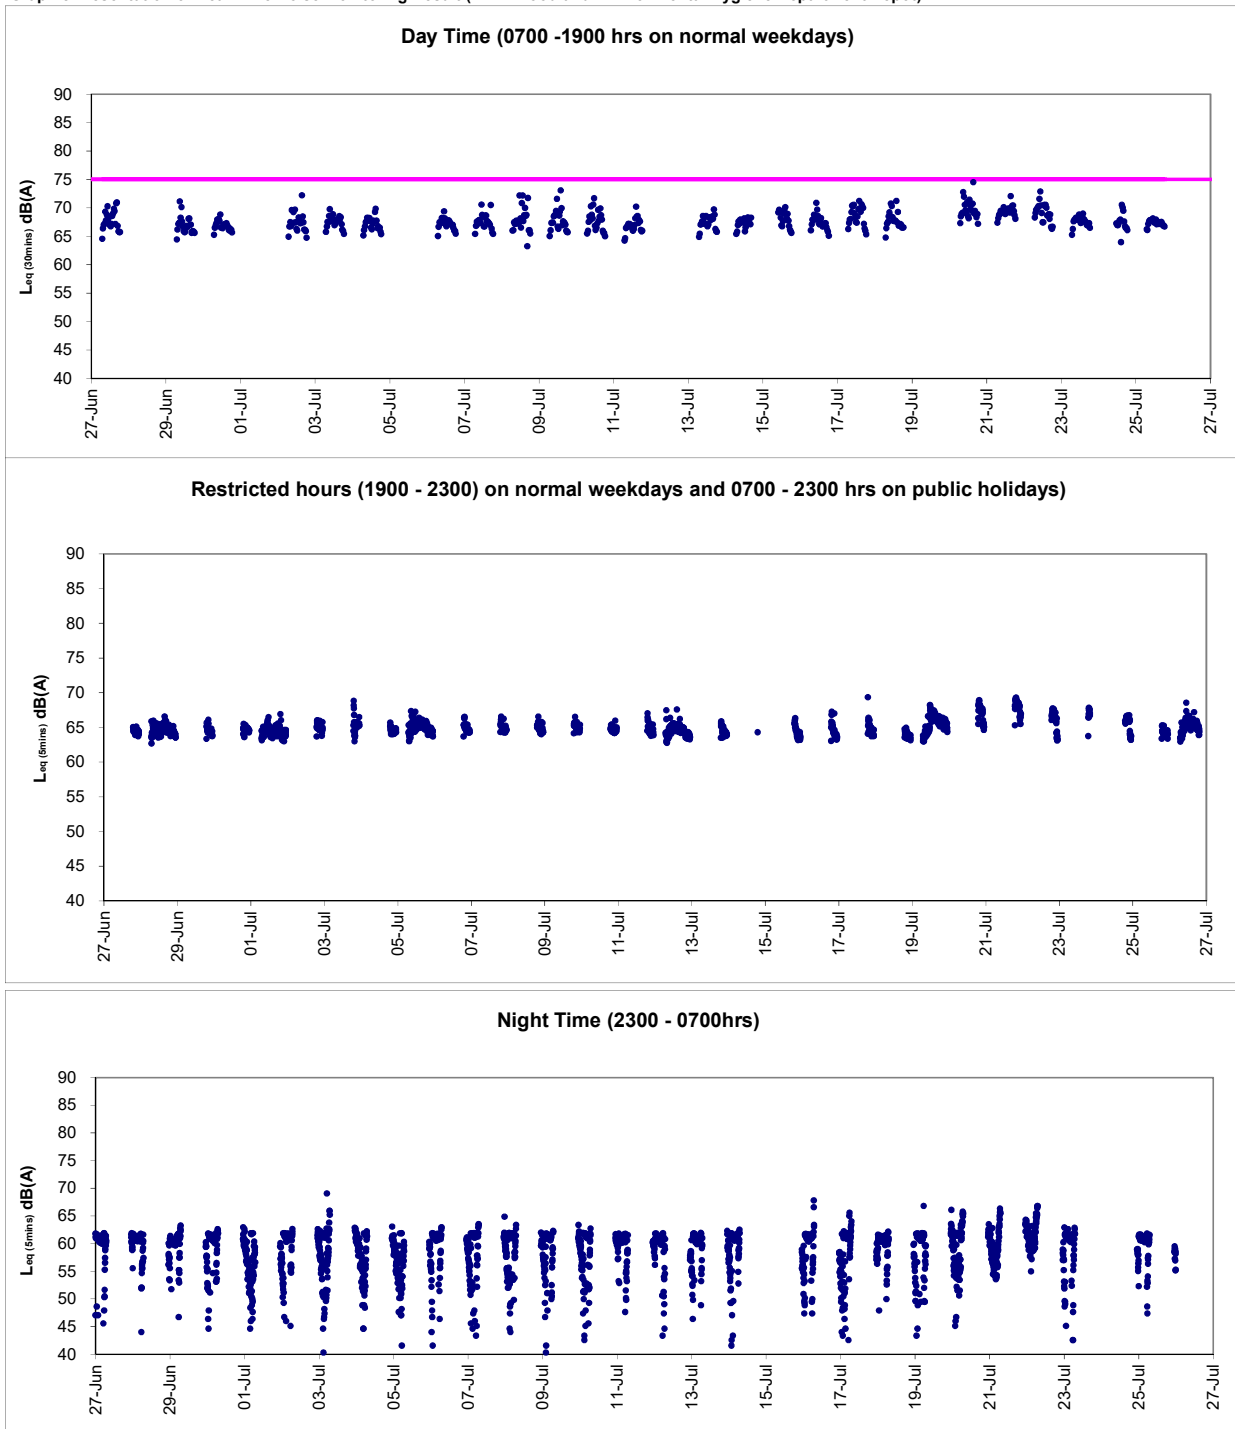 Day Time (0700 -1900 hrs on normal weekdays)
90
85
80
75
70
65
60
55
50
45
40
Leq (30mins) dB(A)
27-Jun
29-Jun
01-Jul
03-Jul
05-Jul
07-Jul
09-Jul
11-Jul
13-Jul
15-Jul
17-Jul
19-Jul
21-Jul
23-Jul
25-Jul
27-Jul
Restricted hours (1900 - 2300) on normal weekdays and 0700 - 2300 hrs on public holidays)
90
85
80
75
70
65
60
55
50
45
40
Leq (5mins) dB(A)
27-Jun
29-Jun
01-Jul
03-Jul
05-Jul
07-Jul
09-Jul
11-Jul
13-Jul
15-Jul
17-Jul
19-Jul
21-Jul
23-Jul
25-Jul
27-Jul
Night Time (2300 - 0700hrs)
90
85
80
75
70
65
60
55
50
45
40
Leq (5mins) dB(A)
27-Jun
29-Jun
01-Jul
03-Jul
05-Jul
07-Jul
09-Jul
11-Jul
13-Jul
15-Jul
17-Jul
19-Jul
21-Jul
23-Jul
25-Jul
27-Jul